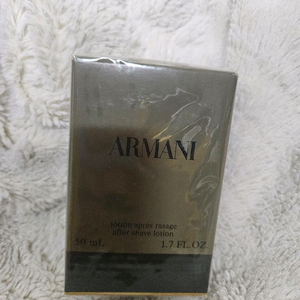 ARMANI
lotion après rasage
after shave lotion
50 mL 1.7 FL.OZ.